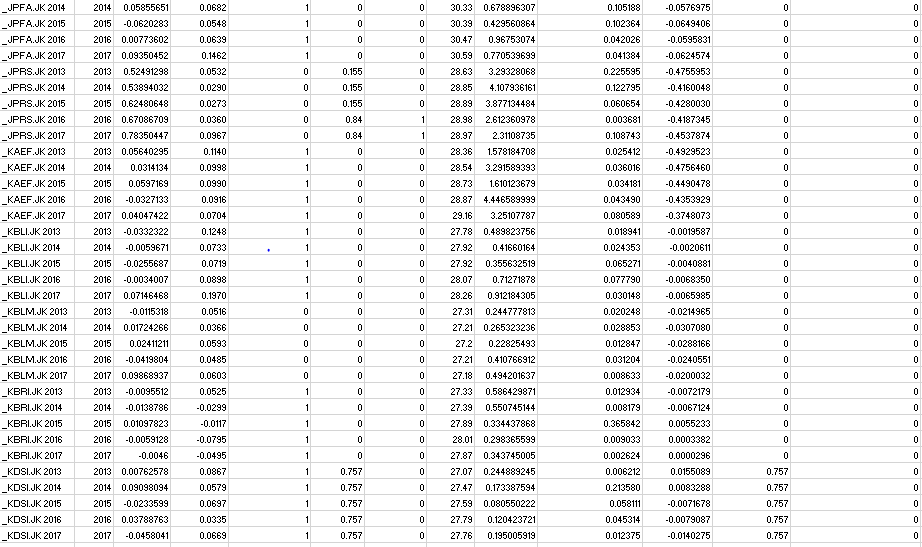 _JPFA.JK 2014 2014 0.05855651 0.0682 1 0 0 30.33 0.678896307 0.105188 -0.0576975 0 0
_JPFA.JK 2015 2015 -0.0620283 0.0548 1 0 0 30.39 0.429560864 0.102364 -0.0649406 0 0
_JPFA.JK 2016 2016 0.00773602 0.0639 1 0 0 30.47 0.96753074 0.042026 -0.0595831 0 0
_JPFA.JK 2017 2017 0.09350452 0.1462 1 0 0 30.59 0.770539699 0.041384 -0.0624574 0 0
_JPRS.JK 2013 2013 0.52491298 0.0532 0 0.155 0 28.63 3.29328068 0.225595 -0.4755953 0 0
_JPRS.JK 2014 2014 0.53894032 0.0290 0 0.155 0 28.85 4.107936161 0.122795 -0.4160048 0 0
_JPRS.JK 2015 2015 0.62480648 0.0273 0 0.155 0 28.89 3.877134484 0.060654 -0.4280030 0 0
_JPRS.JK 2016 2016 0.67086709 0.0360 0 0.84 1 28.98 2.612360978 0.003681 -0.4187345 0 0
_JPRS.JK 2017 2017 0.78350447 0.0967 0 0.84 1 28.97 2.31108735 0.108743 -0.4537874 0 0
_KAEF.JK 2013 2013 0.05640295 0.1140 1 0 0 28.36 1.578184708 0.025412 -0.4929523 0 0
_KAEF.JK 2014 2014 0.0314134 0.0998 1 0 0 28.54 3.291589393 0.036016 -0.4756460 0 0
_KAEF.JK 2015 2015 0.0597169 0.0990 1 0 0 28.73 1.610123679 0.034181 -0.4490478 0 0
_KAEF.JK 2016 2016 -0.0327133 0.0916 1 0 0 28.87 4.446589999 0.043490 -0.4353929 0 0
_KAEF.JK 2017 2017 0.04047422 0.0704 1 0 0 29.16 3.25107787 0.080589 -0.3748073 0 0
_KBLI.JK 2013 2013 -0.0332322 0.1248 1 0 0 27.78 0.489823756 0.018941 -0.0019587 0 0
_KBLI.JK 2014 2014 -0.0059671 0.0733 1 0 0 27.92 0.41660164 0.024353 -0.0020611 0 0
_KBLI.JK 2015 2015 -0.0255687 0.0719 1 0 0 27.92 0.355632519 0.065271 -0.0040881 0 0
_KBLI.JK 2016 2016 -0.0034007 0.0898 1 0 0 28.07 0.71271878 0.077790 -0.0068350 0 0
_KBLI.JK 2017 2017 0.07146468 0.1970 1 0 0 28.26 0.912184305 0.030148 -0.0065985 0 0
_KBLM.JK 2013 2013 -0.0115318 0.0516 0 0 0 27.31 0.244777813 0.020248 -0.0214965 0 0
_KBLM.JK 2014 2014 0.01724266 0.0366 0 0 0 27.21 0.265323236 0.028853 -0.0307080 0 0
_KBLM.JK 2015 2015 0.02411211 0.0593 0 0 0 27.2 0.22825493 0.012847 -0.0288166 0 0
_KBLM.JK 2016 2016 -0.0419804 0.0485 0 0 0 27.21 0.410766912 0.031204 -0.0240551 0 0
_KBLM.JK 2017 2017 0.09868937 0.0603 0 0 0 27.18 0.494201637 0.008633 -0.0200032 0 0
_KBRI.JK 2013 2013 -0.0095512 0.0525 1 0 0 27.33 0.586429871 0.012934 -0.0072179 0 0
_KBRI.JK 2014 2014 -0.0138786 -0.0299 1 0 0 27.39 0.550745144 0.008179 -0.0067124 0 0
_KBRI.JK 2015 2015 0.01097823 -0.0117 1 0 0 27.89 0.334437868 0.365842 0.0055233 0 0
_KBRI.JK 2016 2016 -0.0059128 -0.0795 1 0 0 28.01 0.298365599 0.009033 0.0003382 0 0
_KBRI.JK 2017 2017 -0.0046 -0.0495 1 0 0 27.87 0.343745005 0.002624 0.0000296 0 0
_KDSI.JK 2013 2013 0.00762578 0.0867 1 0.757 0 27.07 0.244889245 0.006212 0.0155089 0.757 0
_KDSI.JK 2014 2014 0.09098094 0.0579 1 0.757 0 27.47 0.173387594 0.213580 0.0083288 0.757 0
_KDSI.JK 2015 2015 -0.0233599 0.0697 1 0.757 0 27.59 0.080550222 0.058111 -0.0071678 0.757 0
_KDSI.JK 2016 2016 0.03788763 0.0335 1 0.757 0 27.79 0.120423721 0.045314 -0.0079087 0.757 0
_KDSI.JK 2017 2017 -0.0458041 0.0669 1 0.757 0 27.76 0.195005919 0.012375 -0.0140275 0.757 0